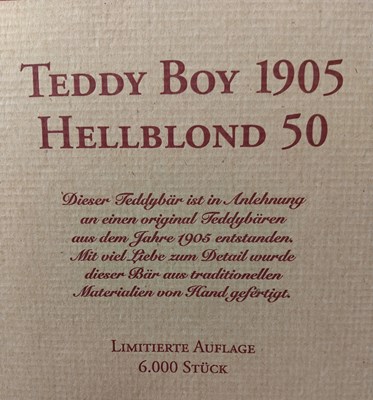 Teddy Boy 1905
Hellblond 50
Dieser Teddybär ist in Anlehnung
an einen original Teddybären
aus dem Jahre 1905 entstanden.
Mit viel Liebe zum Detail wurde
dieser Bär aus traditionellen
Materialien von Hand gefertigt.
Limitierte Auflage
6.000 Stück